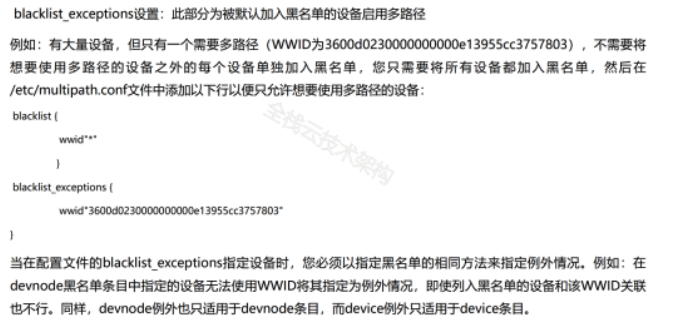 blacklist_exceptions设置：此部分为被默认加入黑名单的设备启用多路径
例如：有大量设备，但只有一个需要多路径（WWID为3600d0230000000000e13955cc3757803），不需要将
想要使用多路径的设备之外的每个设备单独加入黑名单，您只需要将所有设备都加入黑名单，然后在
/etc/multipath.conf文件中添加以下行以便只允许想要使用多路径的设备：
blacklist {
wwid"*"
}
blacklist_exceptions {
wwid"3600d0230000000000e13955cc3757803"
}
当在配置文件的blacklist_exceptions指定设备时，您必须以指定黑名单的相同方法来指定例外情况。例如：在
devnode黑名单条目中指定的设备无法使用WWID将其指定为例外情况，即使列入黑名单的设备和该WWID关联
也不行。同样，devnode例外也只适用于devnode条目，而device例外只适用于device条目。
全栈云技术架构